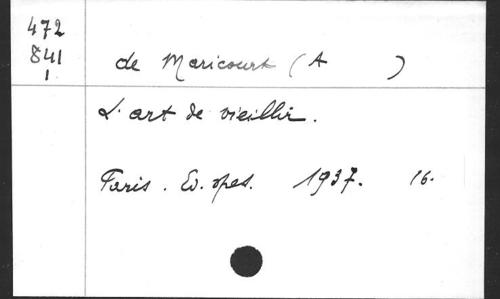 472
841
1
de Maricourt (A )
L'art de vieillir.
Paris. Ed. Spes. 1937. 16.